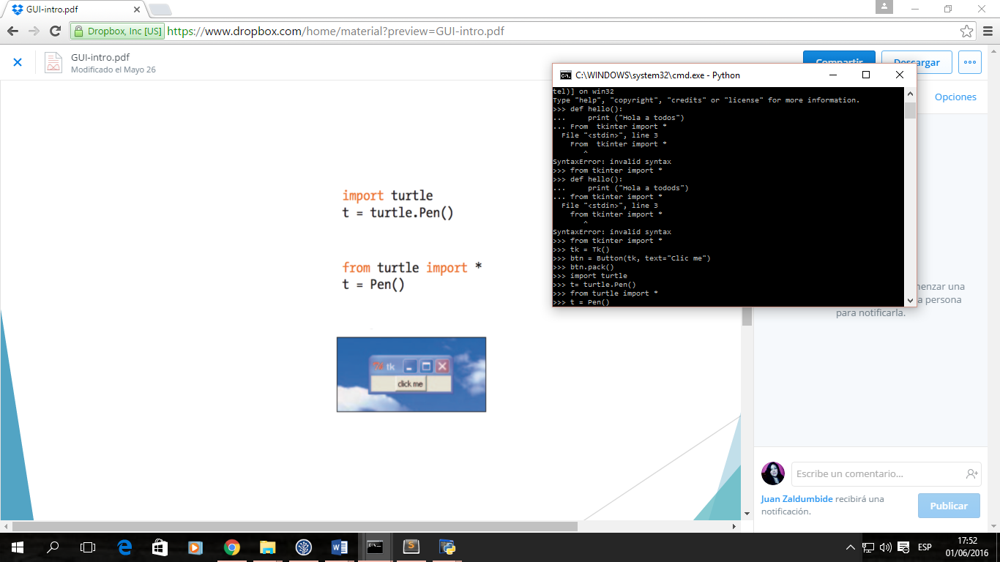 GUI-intro.pdf
Dropbox, Inc [US]
https://www.dropbox.com/home/material?preview=GUI-intro.pdf
GUI-intro.pdf
Modificado el Mayo 26
Compartir
Descargar
Opciones
import turtle
t = turtle.Pen()
from turtle import *
t = Pen()
tk
click me
C:\WINDOWS\system32\cmd.exe - Python
tel)] on win32
Type "help", "copyright", "credits" or "license" for more information.
>>> def hello():
...     print ("Hola a todos")
... From  tkinter import *
  File "<stdin>", line 3
    From  tkinter import *
       ^
SyntaxError: invalid syntax
>>> from tkinter import *
>>> def hello():
...     print ("Hola a todods")
... from tkinter import *
  File "<stdin>", line 3
    from tkinter import *
       ^
SyntaxError: invalid syntax
>>> from tkinter import *
>>> tk = Tk()
>>> btn = Button(tk, text="Clic me")
>>> btn.pack()
>>> import turtle
>>> t= turtle.Pen()
>>> from turtle import *
>>> t = Pen()
una
a persona
para notificarla.
Escribe un comentario...
Juan Zaldumbide recibirá una
notificación.
Publicar
ESP
17:52
01/06/2016